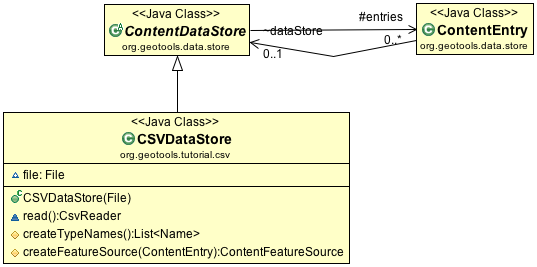 <<Java Class>>
ContentDataStore
org.geotools.data.store
#entries
~dataStore
0..1
0..*
<<Java Class>>
ContentEntry
org.geotools.data.store
<<Java Class>>
CSVDataStore
org.geotools.tutorial.csv
file: File
CSVDataStore(File)
read():CsvReader
createTypeNames():List<Name>
createFeatureSource(ContentEntry):ContentFeatureSource